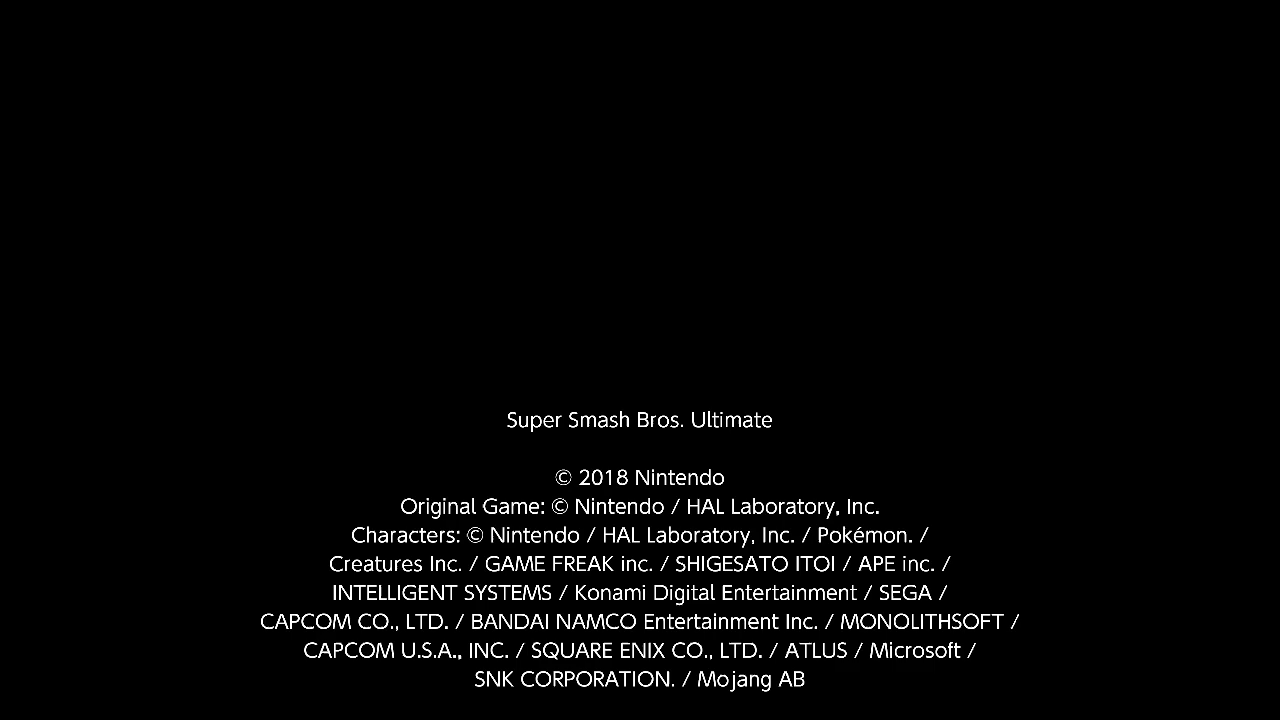 Super Smash Bros. Ultimate
© 2018 Nintendo
Original Game: © Nintendo / HAL Laboratory, Inc.
Characters: © Nintendo / HAL Laboratory, Inc. / Pokémon. /
Creatures Inc. / GAME FREAK inc. / SHIGESATO ITOI / APE inc. /
INTELLIGENT SYSTEMS / Konami Digital Entertainment / SEGA /
CAPCOM CO., LTD. / BANDAI NAMCO Entertainment Inc. / MONOLITHSOFT /
CAPCOM U.S.A., INC. / SQUARE ENIX CO., LTD. / ATLUS / Microsoft /
SNK CORPORATION. / Mojang AB